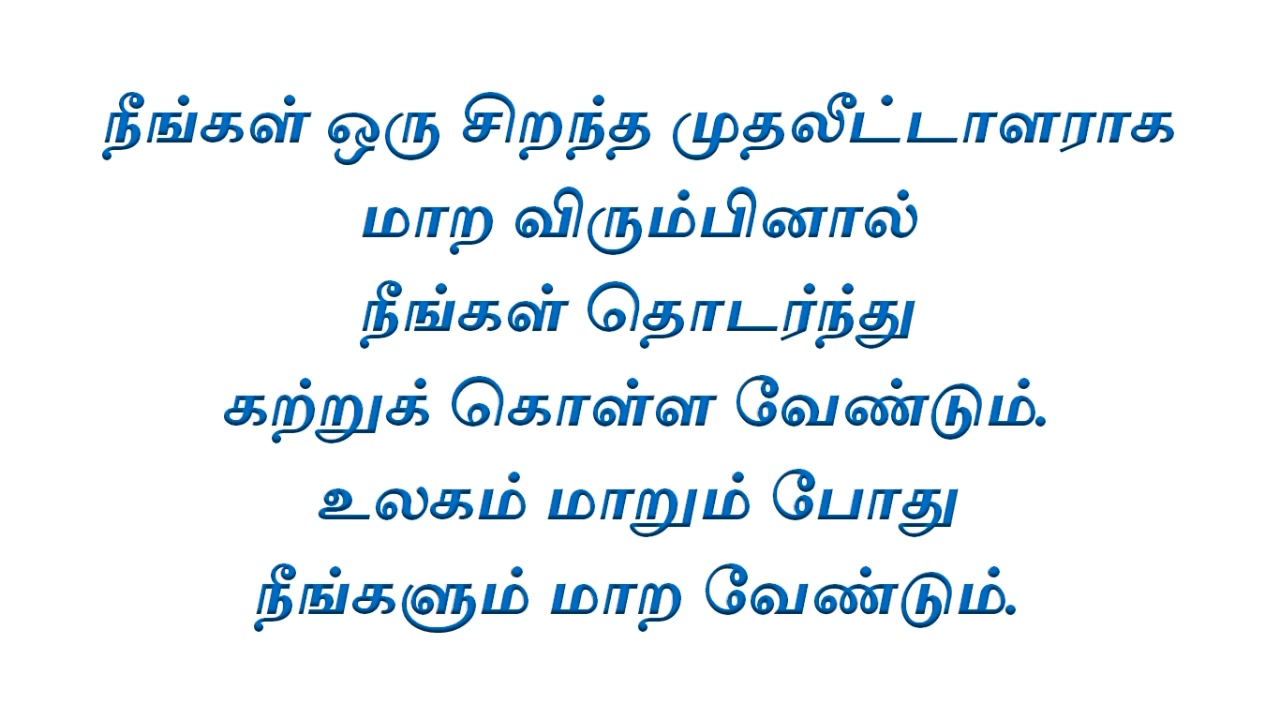 நீங்கள் ஒரு சிறந்த முதலீட்டாளராக
மாற விரும்பினால்
நீங்கள் தொடர்ந்து
கற்றுக் கொள்ள வேண்டும்.
உலகம் மாறும் போது
நீங்களும் மாற வேண்டும்.